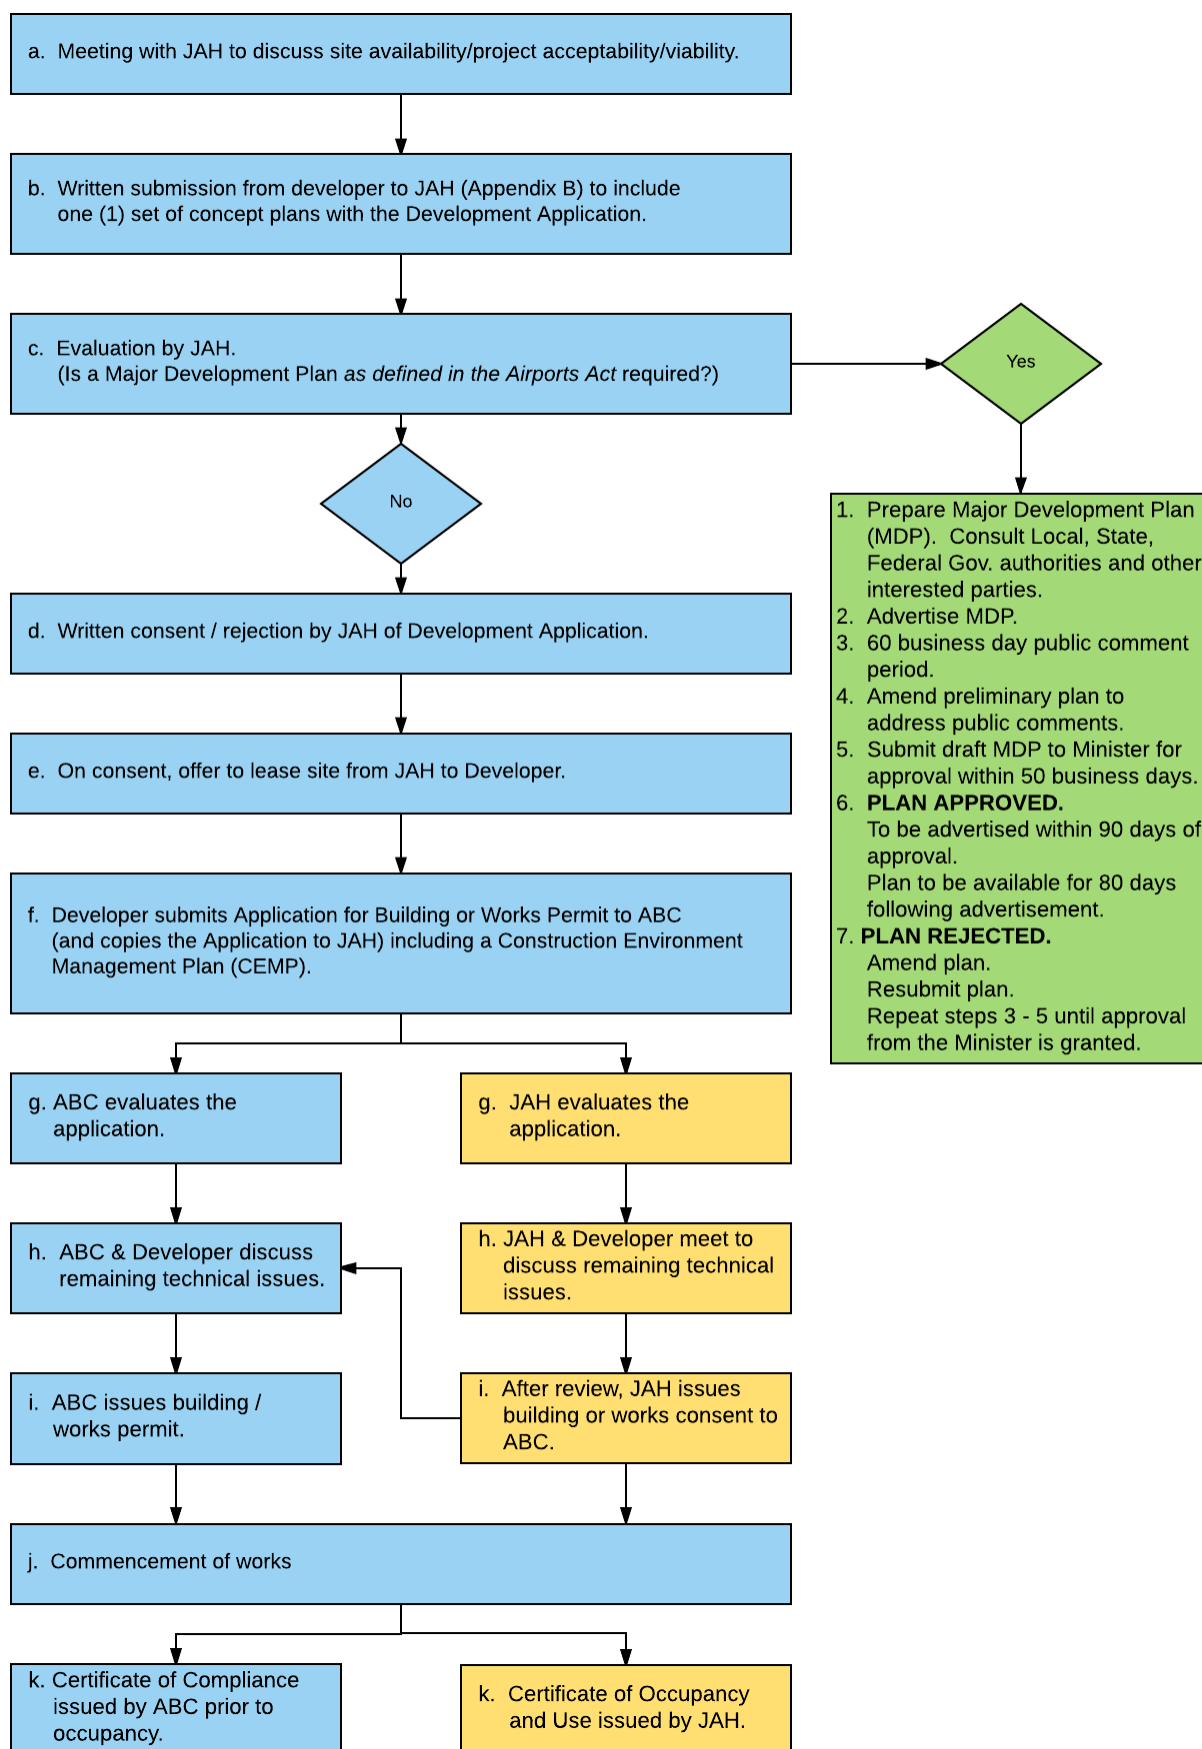 a.  Meeting with JAH to discuss site availability/project acceptability/viability.
b.  Written submission from developer to JAH (Appendix B) to include
one (1) set of concept plans with the Development Application.
c.  Evaluation by JAH.
(Is a Major Development Plan as defined in the Airports Act required?)
Yes
No
1.  Prepare Major Development Plan
(MDP).  Consult Local, State,
Federal Gov. authorities and other
interested parties.
2.  Advertise MDP.
3.  60 business day public comment
period.
4.  Amend preliminary plan to
address public comments.
5.  Submit draft MDP to Minister for
approval within 50 business days.
6.  PLAN APPROVED.
To be advertised within 90 days of
approval.
Plan to be available for 80 days
following advertisement.
7. PLAN REJECTED.
Amend plan.
Resubmit plan.
Repeat steps 3 - 5 until approval
from the Minister is granted.
d.  Written consent / rejection by JAH of Development Application.
e.  On consent, offer to lease site from JAH to Developer.
f.  Developer submits Application for Building or Works Permit to ABC
(and copies the Application to JAH) including a Construction Environment
Management Plan (CEMP).
g. ABC evaluates the
application.
g.  JAH evaluates the
application.
h.  ABC & Developer discuss
remaining technical issues.
h. JAH & Developer meet to
discuss remaining technical
issues.
i.  ABC issues building /
works permit.
i.  After review, JAH issues
building or works consent to
ABC.
j.  Commencement of works
k. Certificate of Compliance
issued by ABC prior to
occupancy.
k.  Certificate of Occupancy
and Use issued by JAH.